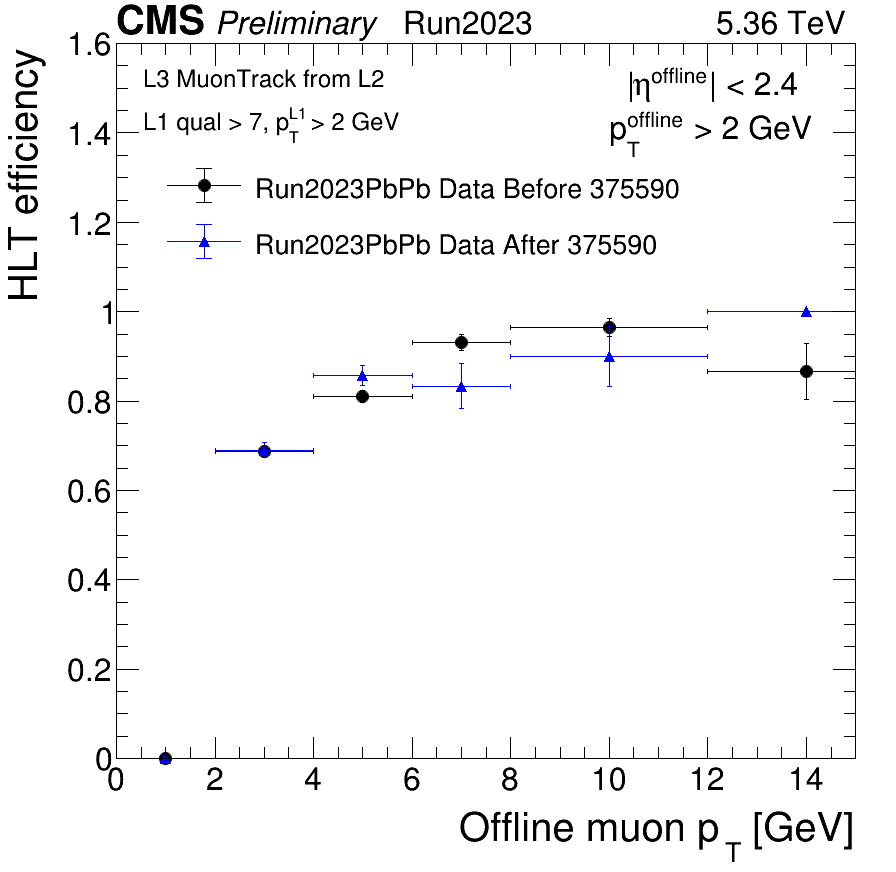 CMS Preliminary Run2023 5.36 TeV
L3 MuonTrack from L2
|η^offline| < 2.4
L1 qual > 7, p_T^L1 > 2 GeV
p_T^offline > 2 GeV
Run2023PbPb Data Before 375590
Run2023PbPb Data After 375590
HLT efficiency
1.6
1.4
1.2
1
0.8
0.6
0.4
0.2
0
0 2 4 6 8 10 12 14
Offline muon p_T [GeV]